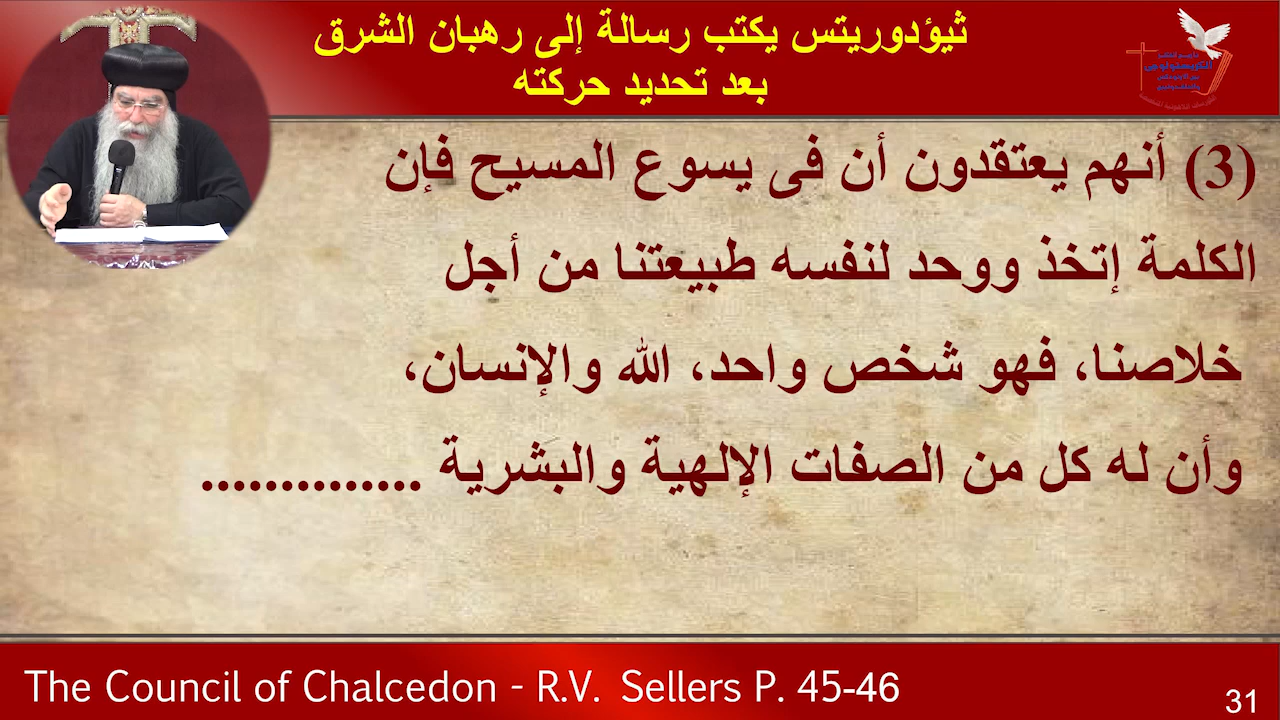 ثيؤدوريتس يكتب رسالة إلى رهبان الشرق
بعد تحديد حركته
(3) أنهم يعتقدون أن فى يسوع المسيح فإن
الكلمة إتخذ ووحد لنفسه طبيعتنا من أجل
خلاصنا، فهو شخص واحد، الله والإنسان،
وأن له كل من الصفات الإلهية والبشرية ..............
The Council of Chalcedon - R.V. Sellers P. 45-46
31